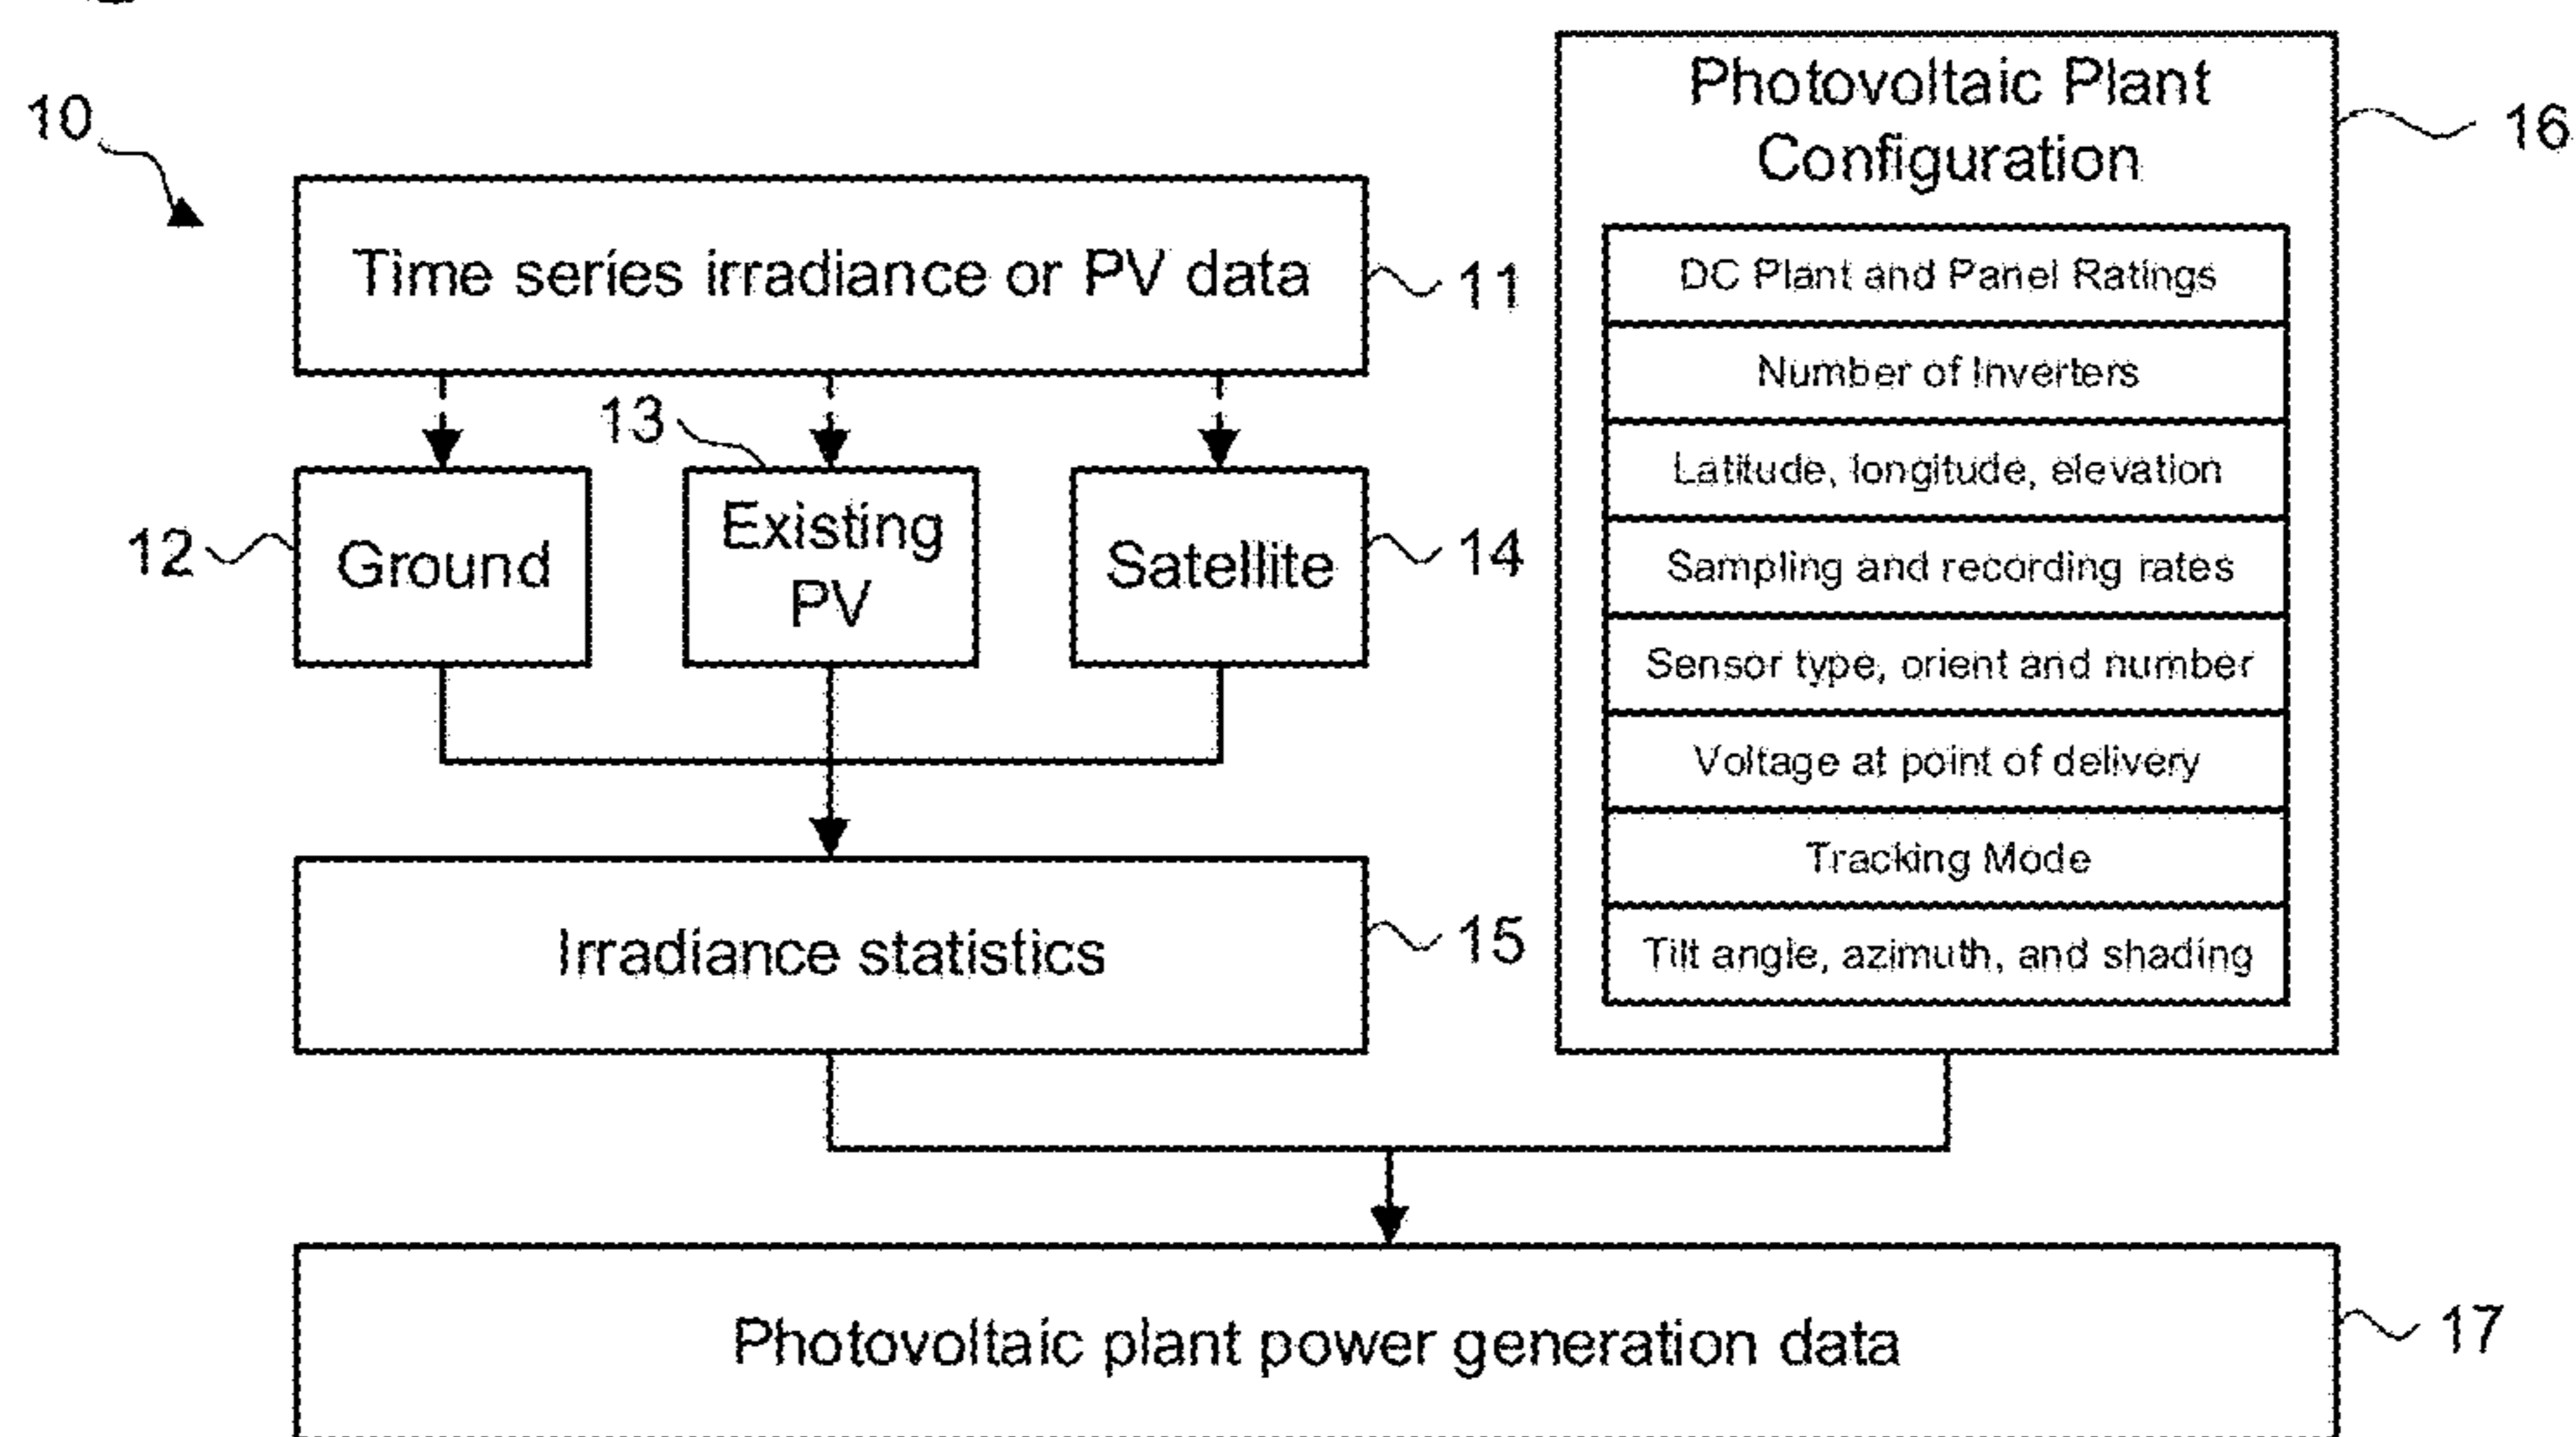 10
Time series irradiance or PV data
11
13
12
Ground
Existing
PV
Satellite
14
Irradiance statistics
15
Photovoltaic Plant
Configuration
16
DC Plant and Panel Ratings
Number of Inverters
Latitude, longitude, elevation
Sampling and recording rates
Sensor type, orient and number
Voltage at point of delivery
Tracking Mode
Tilt angle, azimuth, and shading
Photovoltaic plant power generation data
17